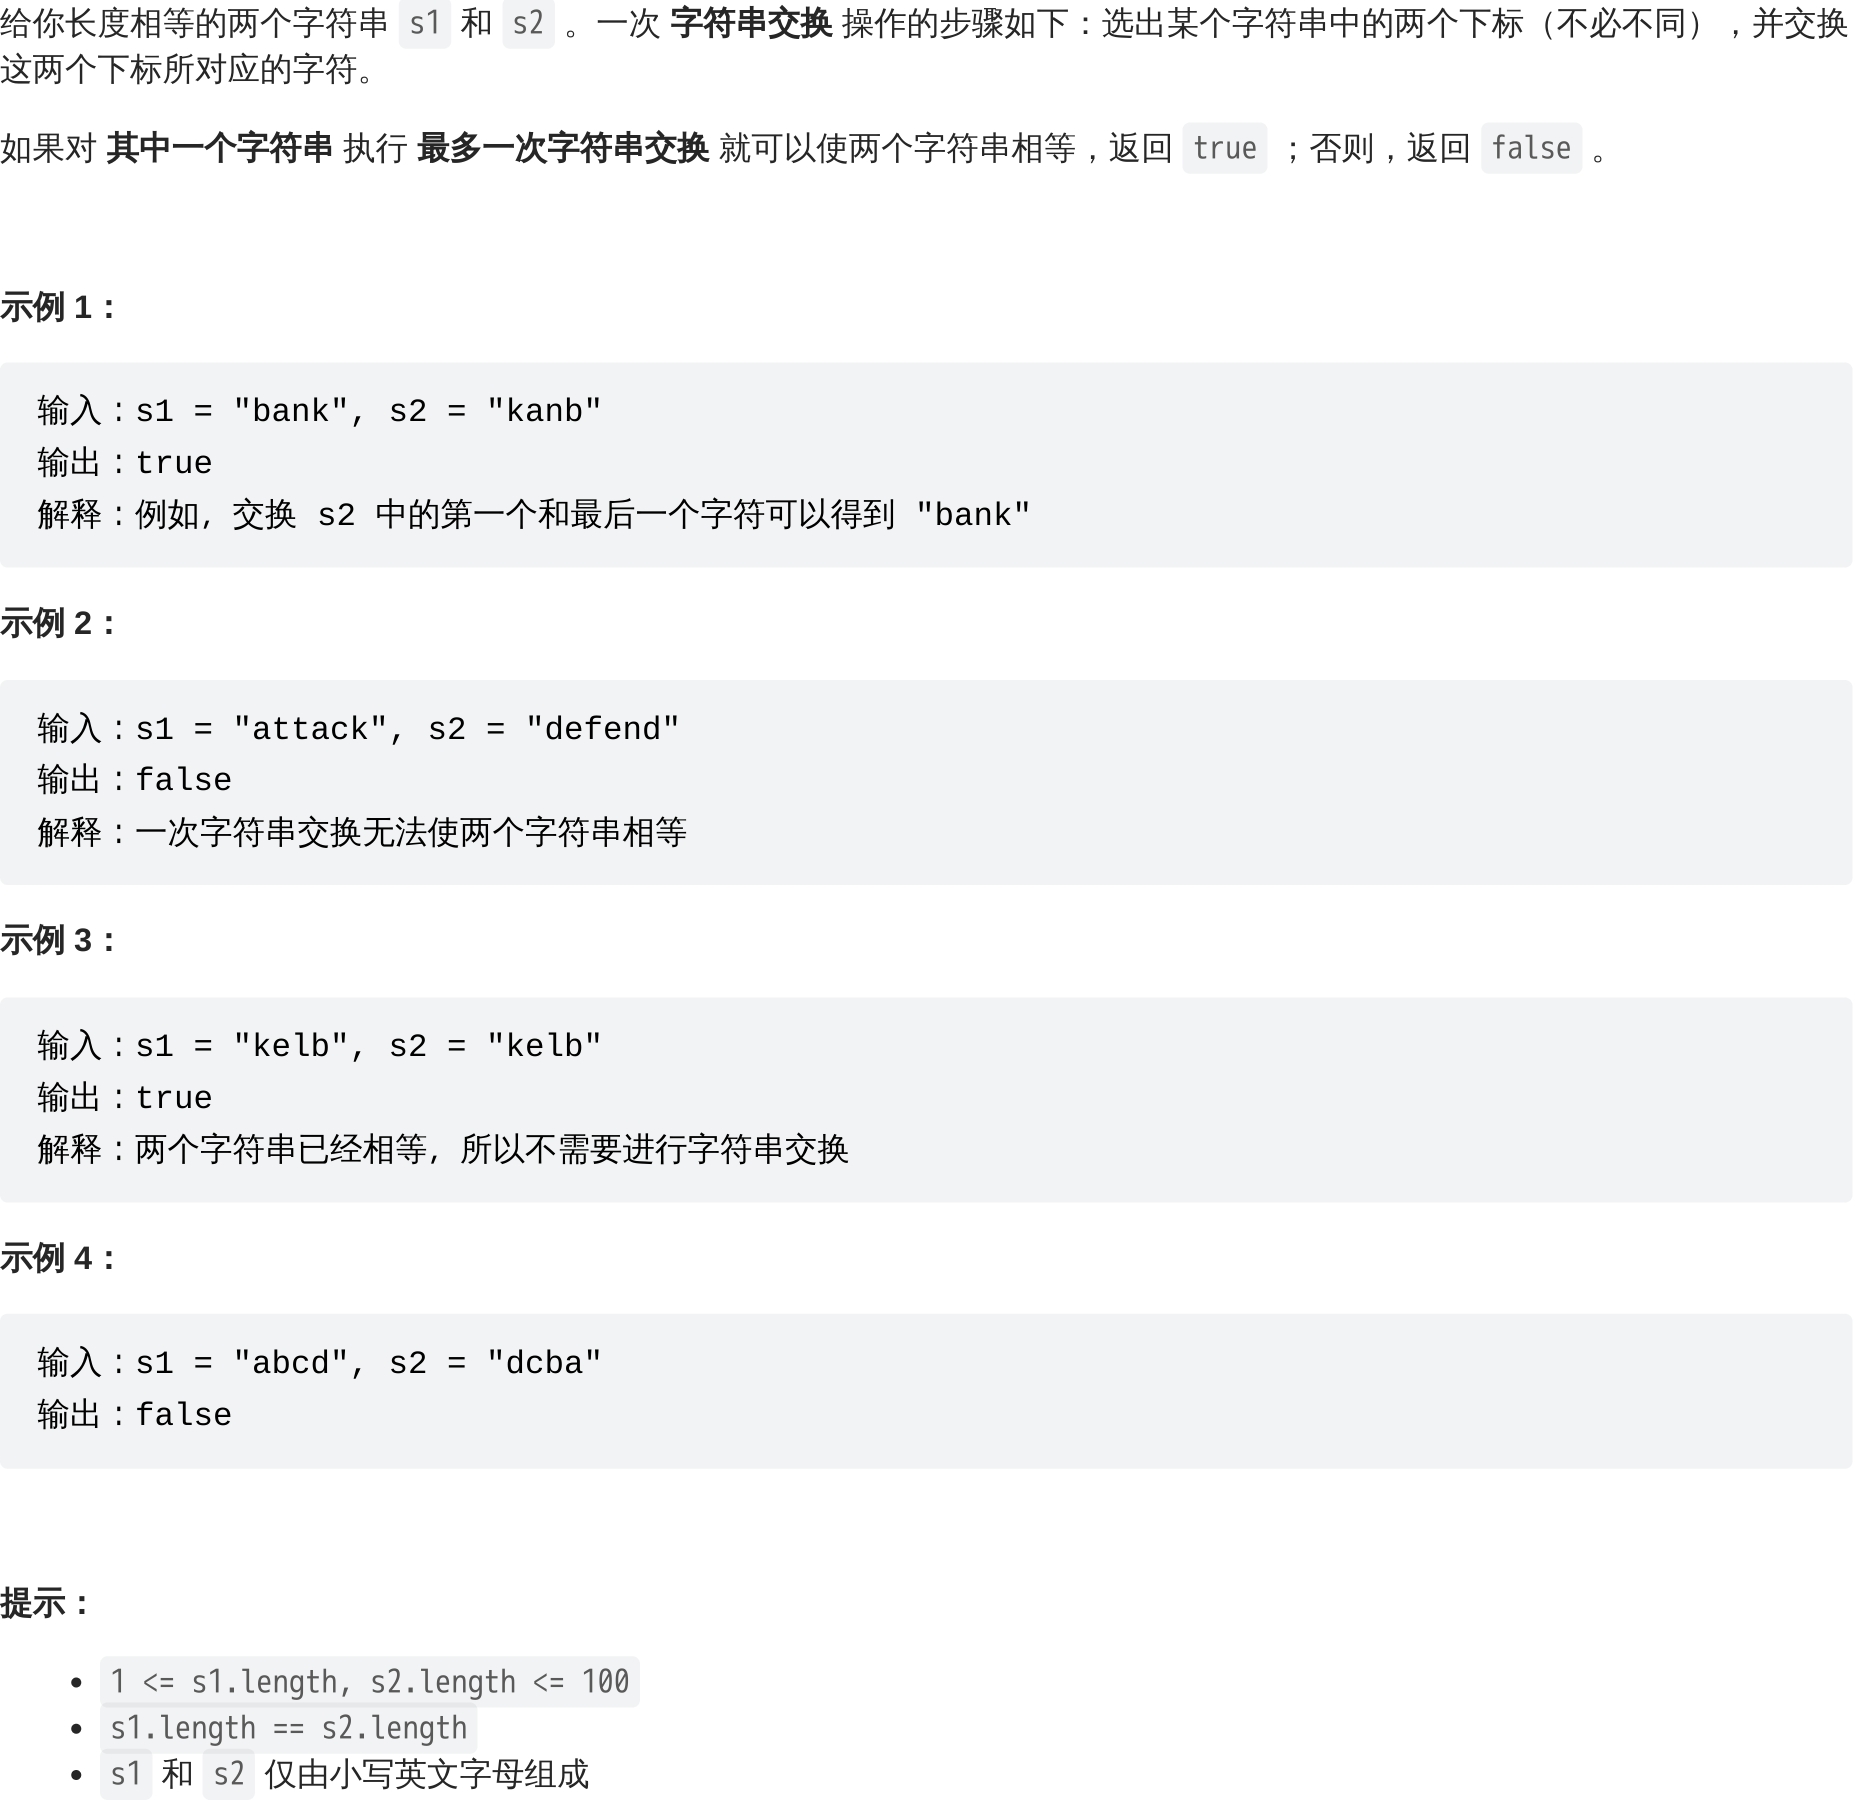 给你长度相等的两个字符串 s1 和 s2 。一次 字符串交换 操作的步骤如下：选出某个字符串中的两个下标（不必不同），并交换
这两个下标所对应的字符。
如果对 其中一个字符串 执行 最多一次字符串交换 就可以使两个字符串相等，返回 true ；否则，返回 false 。
示例 1：
输入：s1 = "bank", s2 = "kanb"
输出：true
解释：例如，交换 s2 中的第一个和最后一个字符可以得到 "bank"
示例 2：
输入：s1 = "attack", s2 = "defend"
输出：false
解释：一次字符串交换无法使两个字符串相等
示例 3：
输入：s1 = "kelb", s2 = "kelb"
输出：true
解释：两个字符串已经相等，所以不需要进行字符串交换
示例 4：
输入：s1 = "abcd", s2 = "dcba"
输出：false
提示：
• 1 <= s1.length, s2.length <= 100
• s1.length == s2.length
• s1 和 s2 仅由小写英文字母组成